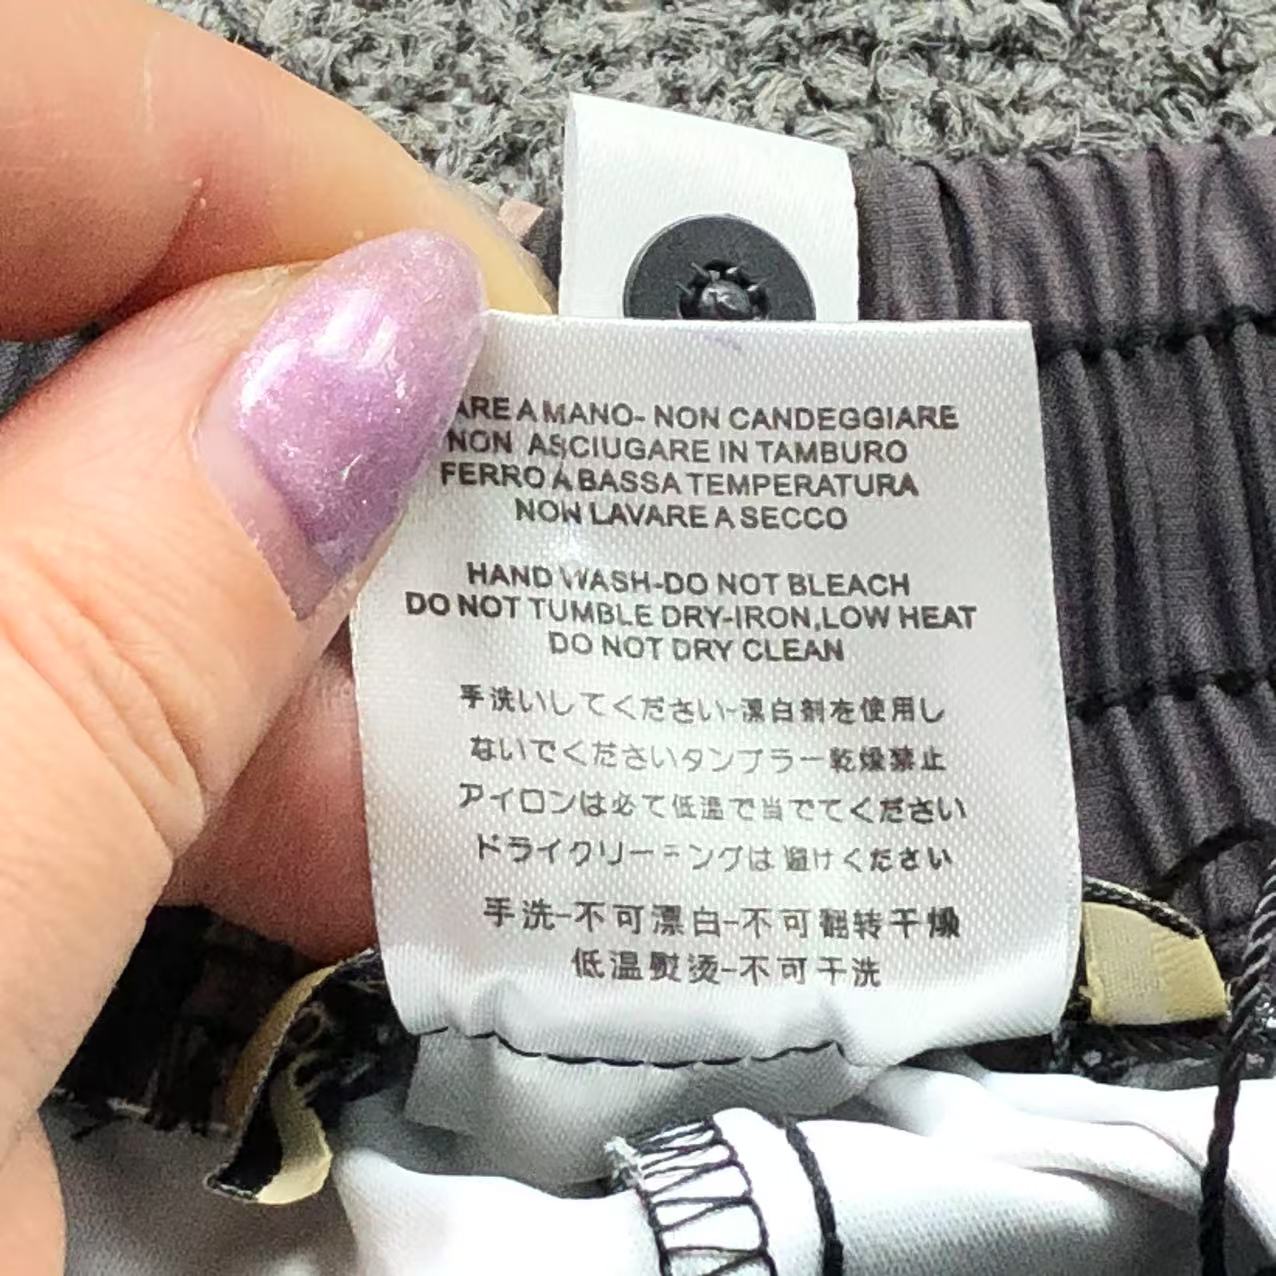 ARE A MANO- NON CANDEGGIARE
NON ASCIUGARE IN TAMBURO
FERRO A BASSA TEMPERATURA
NON LAVARE A SECCO
HAND WASH-DO NOT BLEACH
DO NOT TUMBLE DRY-IRON,LOW HEAT
DO NOT DRY CLEAN
手洗いしてください-漂白剤を使用し
ないでくださいタンブラー乾燥禁止
アイロンは必て低温で当でてください
ドライクリーニングは避けください
手洗-不可漂白-不可翻转干燥
低温熨烫-不可干洗